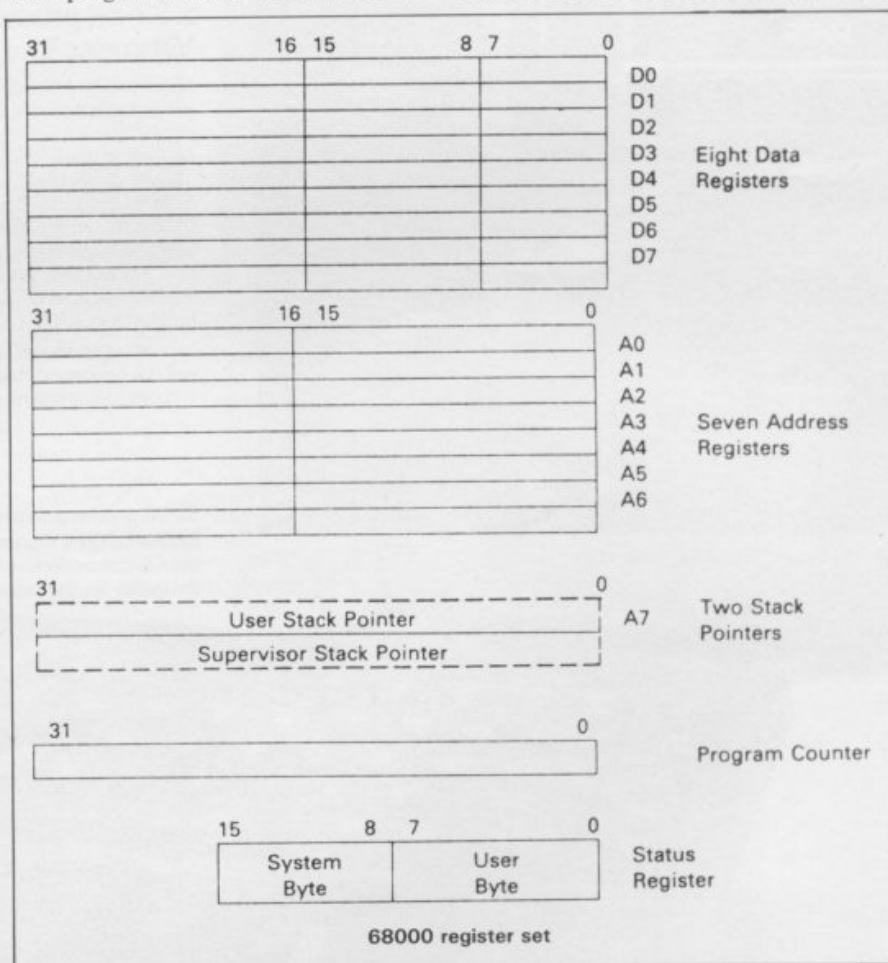 31 16 15 8 7 0
D0
D1
D2
D3
D4
D5
D6
D7
Eight Data
Registers
31 16 15 0
A0
A1
A2
A3
A4
A5
A6
Seven Address
Registers
31 0
User Stack Pointer
Supervisor Stack Pointer
A7
Two Stack
Pointers
31 0
Program Counter
15 8 7 0
System
Byte
User
Byte
Status
Register
68000 register set